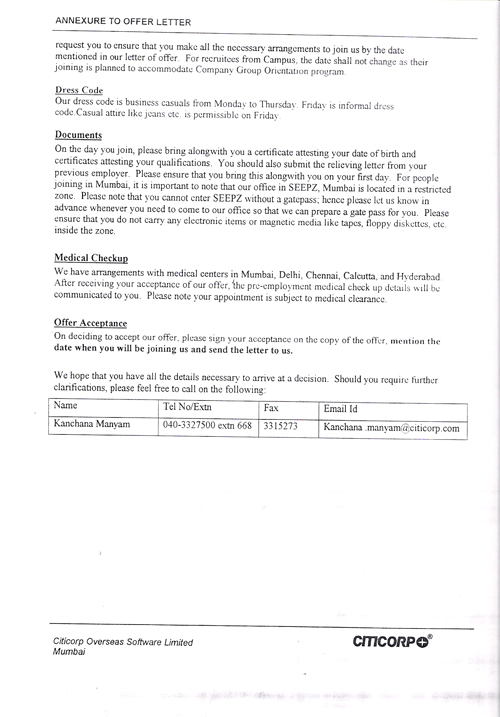 ANNEXURE TO OFFER LETTER
request you to ensure that you make all the necessary arrangements to join us by the date
mentioned in our letter of offer. For recruitees from Campus, the date shall not change as their
joining is planned to accommodate Company Group Orientation program.
Dress Code
Our dress code is business casuals from Monday to Thursday. Friday is informal dress
code.Casual attire like jeans etc. is permissible on Friday.
Documents
On the day you join, please bring alongwith you a certificate attesting your date of birth and
certificates attesting your qualifications. You should also submit the relieving letter from your
previous employer. Please ensure that you bring this alongwith you on your first day. For people
joining in Mumbai, it is important to note that our office in SEEPZ, Mumbai is located in a restricted
zone. Please note that you cannot enter SEEPZ without a gatepass; hence please let us know in
advance whenever you need to come to our office so that we can prepare a gate pass for you. Please
ensure that you do not carry any electronic items or magnetic media like tapes, floppy diskettes, etc.
inside the zone.
Medical Checkup
We have arrangements with medical centers in Mumbai, Delhi, Chennai, Calcutta, and Hyderabad.
After receiving your acceptance of our offer, the pre-employment medical check up details will be
communicated to you. Please note your appointment is subject to medical clearance.
Offer Acceptance
On deciding to accept our offer, please sign your acceptance on the copy of the offer, mention the
date when you will be joining us and send the letter to us.
We hope that you have all the details necessary to arrive at a decision. Should you require further
clarifications, please feel free to call on the following:
Name Tel No/Extn Fax Email Id
Kanchana Manyam 040-3327500 extn 668 3315273 Kanchana .manyam@citicorp.com
Citicorp Overseas Software Limited CITICORP®
Mumbai